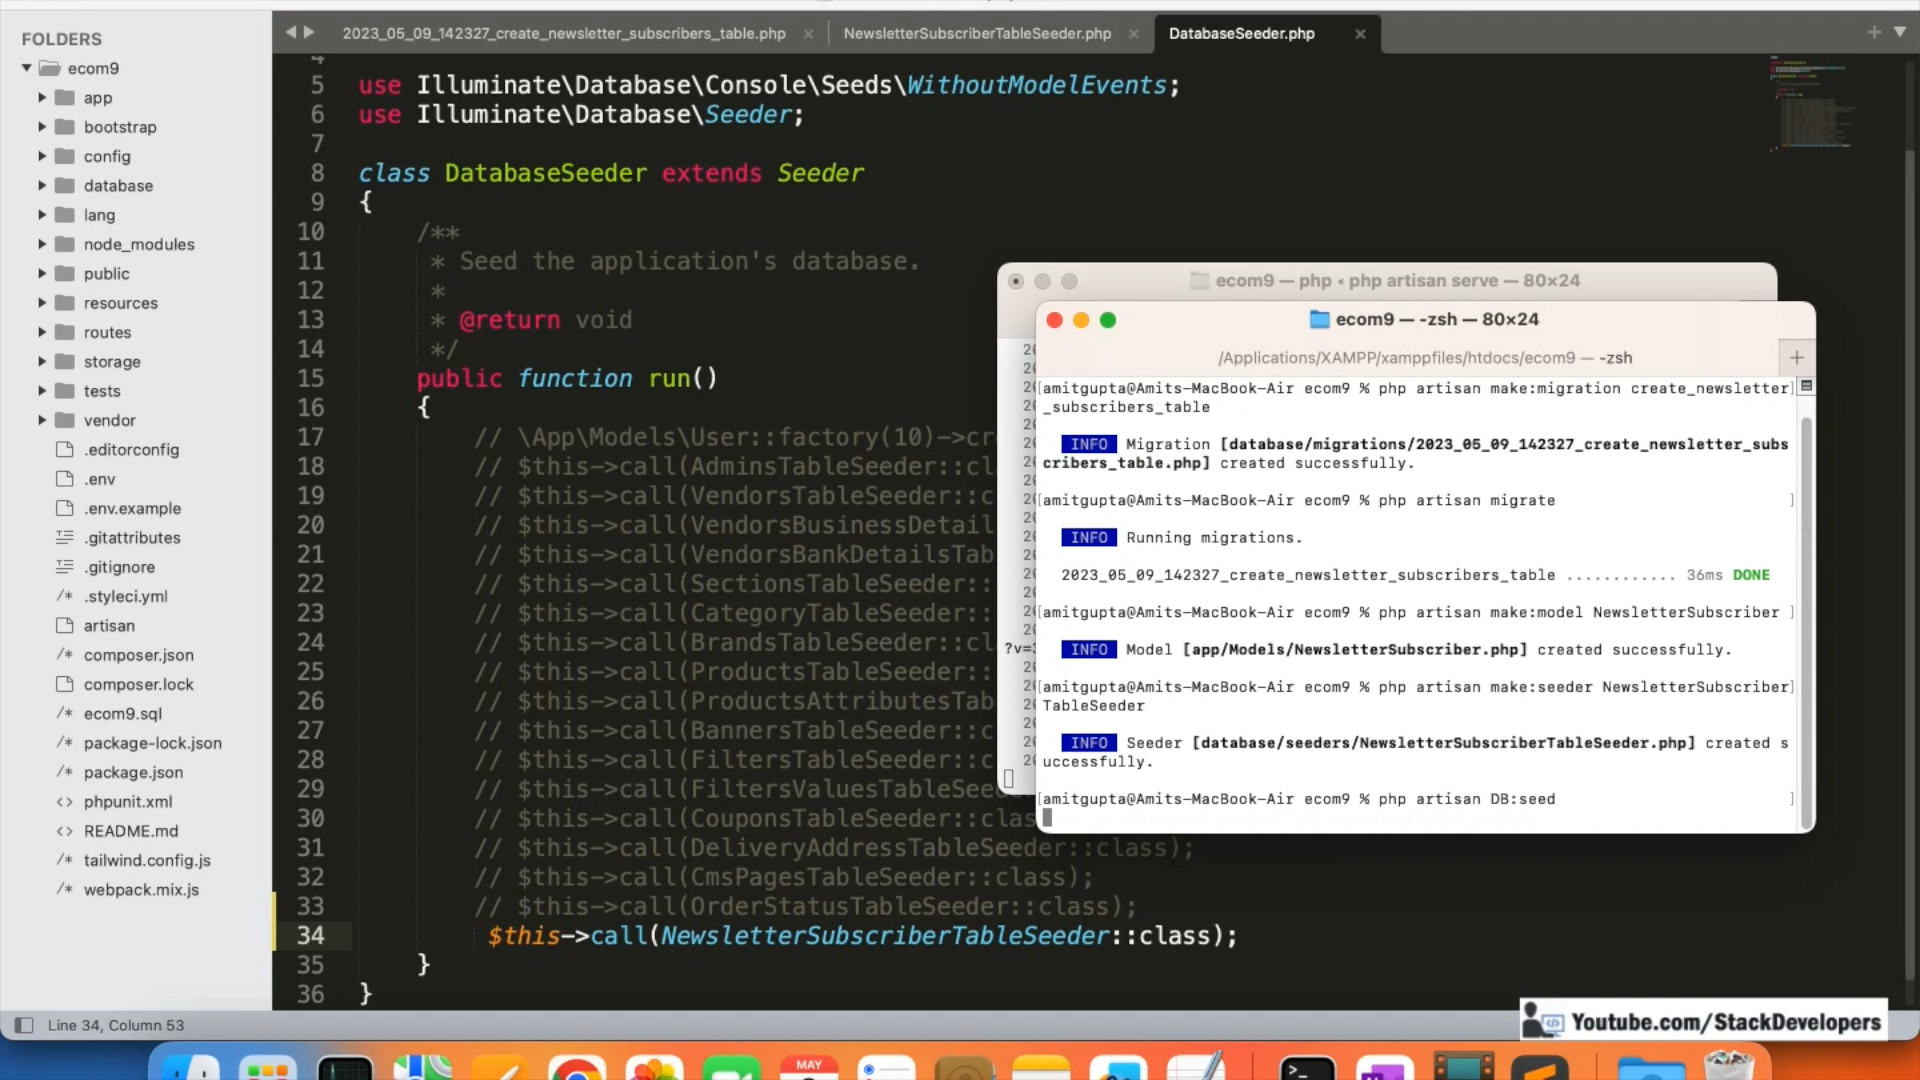 FOLDERS
ecom9
app
bootstrap
config
database
lang
node_modules
public
resources
routes
storage
tests
vendor
.editorconfig
.env
.env.example
.gitattributes
.gitignore
.styleci.yml
artisan
composer.json
composer.lock
ecom9.sql
package-lock.json
package.json
phpunit.xml
README.md
tailwind.config.js
webpack.mix.js
2023_05_09_142327_create_newsletter_subscribers_table.php
NewsletterSubscriberTableSeeder.php
DatabaseSeeder.php
5 use Illuminate\Database\Console\Seeds\WithoutModelEvents;
6 use Illuminate\Database\Seeder;
7
8 class DatabaseSeeder extends Seeder
9 {
10 /**
11 * Seed the application's database.
12 *
13 * @return void
14 */
15 public function run()
16 {
17 // \App\Models\User::factory(10)->cr
18 // $this->call(AdminsTableSeeder::cl
19 // $this->call(VendorsTableSeeder::c
20 // $this->call(VendorsBusinessDetail
21 // $this->call(VendorsBankDetailsTab
22 // $this->call(SectionsTableSeeder::
23 // $this->call(CategoryTableSeeder::
24 // $this->call(BrandsTableSeeder::cl
25 // $this->call(ProductsTableSeeder::
26 // $this->call(ProductsAttributesTab
27 // $this->call(BannersTableSeeder::c
28 // $this->call(FiltersTableSeeder::c
29 // $this->call(FiltersValuesTableSeed
30 // $this->call(CouponsTableSeeder::clas
31 // $this->call(DeliveryAddressTableSeeder::class);
32 // $this->call(CmsPagesTableSeeder::class);
33 // $this->call(OrderStatusTableSeeder::class);
34 $this->call(NewsletterSubscriberTableSeeder::class);
35 }
36 }
ecom9 — php ◂ php artisan serve — 80×24
?v=
ecom9 — -zsh — 80×24
/Applications/XAMPP/xamppfiles/htdocs/ecom9 — -zsh
[amitgupta@Amits-MacBook-Air ecom9 % php artisan make:migration create_newsletter]
_subscribers_table
INFO Migration [database/migrations/2023_05_09_142327_create_newsletter_subs
cribers_table.php] created successfully.
[amitgupta@Amits-MacBook-Air ecom9 % php artisan migrate ]
INFO Running migrations.
2023_05_09_142327_create_newsletter_subscribers_table ............ 36ms DONE
[amitgupta@Amits-MacBook-Air ecom9 % php artisan make:model NewsletterSubscriber ]
INFO Model [app/Models/NewsletterSubscriber.php] created successfully.
[amitgupta@Amits-MacBook-Air ecom9 % php artisan make:seeder NewsletterSubscriber]
TableSeeder
INFO Seeder [database/seeders/NewsletterSubscriberTableSeeder.php] created s
uccessfully.
[amitgupta@Amits-MacBook-Air ecom9 % php artisan DB:seed ]
Line 34, Column 53
Youtube.com/StackDevelopers
MAY